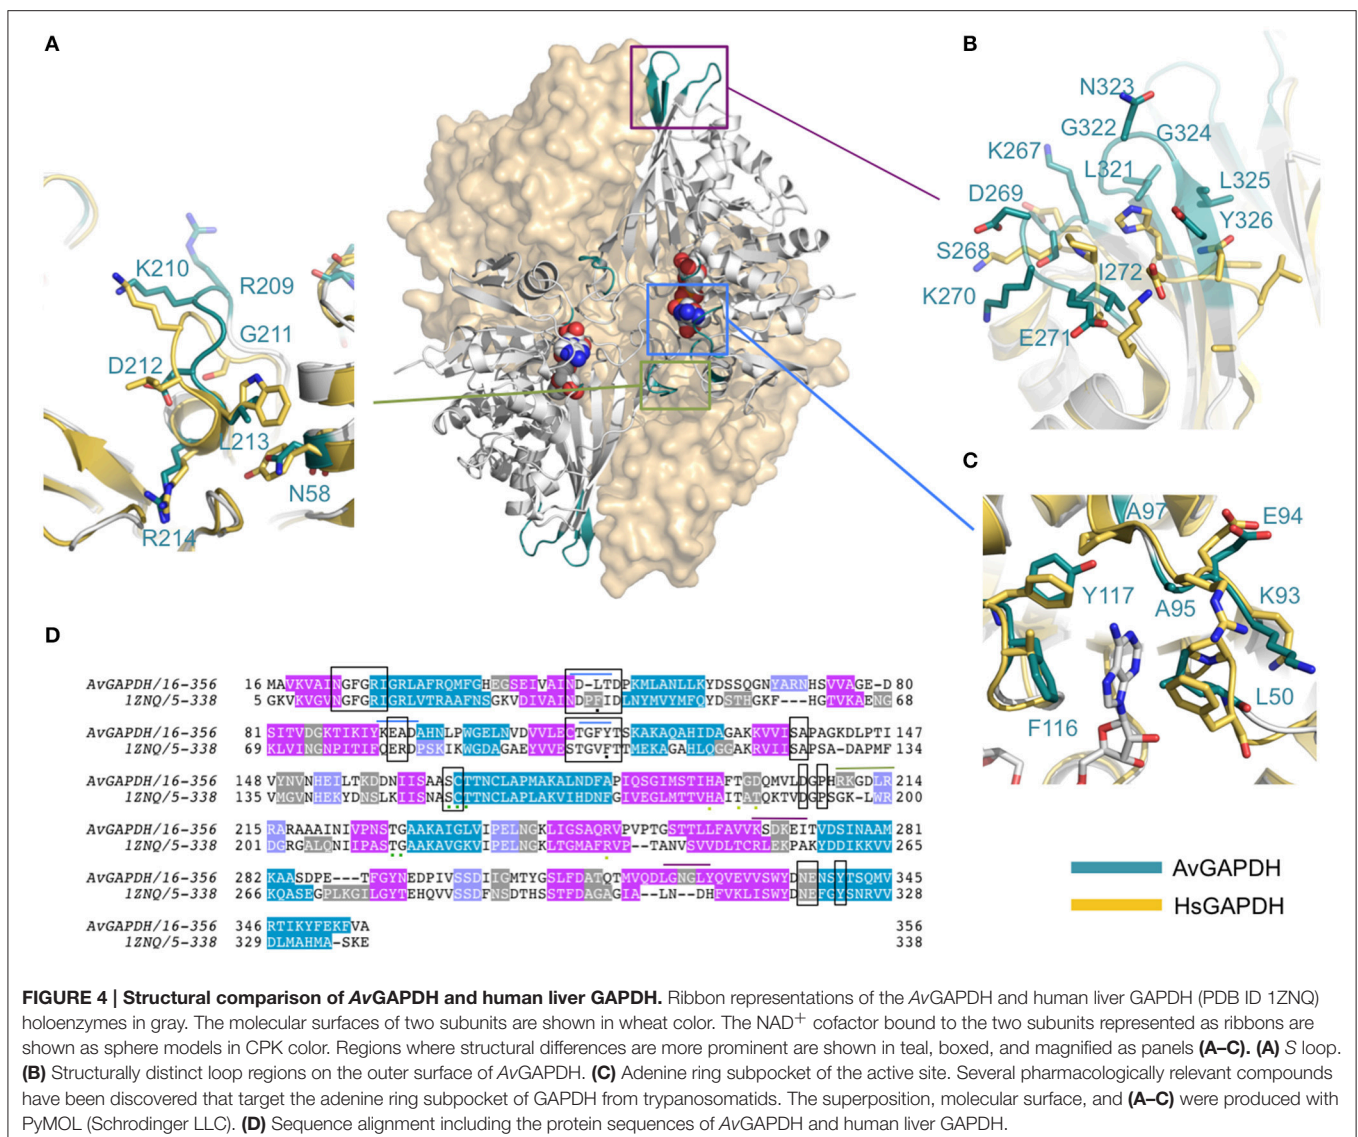 A
K210
R209
G211
D212
L213
N58
R214
B
N323
G322
G324
K267
L321
L325
D269
Y326
S268
I272
K270
E271
C
A97
E94
Y117
A95
K93
L50
F116
AvGAPDH
HsGAPDH
D
AvGAPDH/16-356 16 MAVKVAINGFGRIGRLAFRQMFGHEGSEIVAIND-LTDPKMLANLLKYDSSQGNYARNHSVVAGE-D 80
1ZNQ/5-338 5 GKVKVGVNGFGRIGRLVTRAAFNSGKVDIVAINDPFIDLNYMVYMFQYDSTHGKF---HGTVKAENG 68
AvGAPDH/16-356 81 SITVDGKTIKIYKEADAHNLPWGELNVDVVLECTGFYTSKAKAQAHIDAGAKKVVISAPAGKDLPTI 147
1ZNQ/5-338 69 KLVINGNPITIFQERDPSKIKWGDAGAEYVVESTGVFTTMEKAGAHLQGGAKRVIISAPSA-DAPMF 134
AvGAPDH/16-356 148 VYNVNHEILTKDDNIISAASCTTNCLAPMAKALNDFAPIQSGIMSTIHAFTGDQMVLDGPHRKGDLR 214
1ZNQ/5-338 135 VMGVNHEKYDNSLKIISNASCTTNCLAPLAKVIHDNFGIVEGLMTTVHAITATQKTVDGPSGK-LWR 200
AvGAPDH/16-356 215 RARAAAINIVPNSTGAAKAIGLVIPELNGKLIGSAQRVPVPTGSTTLLFAVVKSDKEITVDSINAAM 281
1ZNQ/5-338 201 DGRGALQNIIPASTGAAKAVGKVIPELNGKLTGMAFRVP--TANVSVVDLTCRLEKPAKYDDIKKVV 265
AvGAPDH/16-356 282 KAASDPE---TFGYNEDPIVSSDIIGMTYGSLFDATQTMVQDLGNGLYQVEVVSWYDNENSYTSQMV 345
1ZNQ/5-338 266 KQASEGPLKGILGYTEHQVVSSDFNSDTHSSTFDAGAGIA--LN--DHFVKLISWYDNEFGYSNRVV 328
AvGAPDH/16-356 346 RTIKYFEKFVA 356
1ZNQ/5-338 329 DLMAHMA-SKE 338
FIGURE 4 | Structural comparison of AvGAPDH and human liver GAPDH. Ribbon representations of the AvGAPDH and human liver GAPDH (PDB ID 1ZNQ)
holoenzymes in gray. The molecular surfaces of two subunits are shown in wheat color. The NAD+ cofactor bound to the two subunits represented as ribbons are
shown as sphere models in CPK color. Regions where structural differences are more prominent are shown in teal, boxed, and magnified as panels (A–C). (A) S loop.
(B) Structurally distinct loop regions on the outer surface of AvGAPDH. (C) Adenine ring subpocket of the active site. Several pharmacologically relevant compounds
have been discovered that target the adenine ring subpocket of GAPDH from trypanosomatids. The superposition, molecular surface, and (A–C) were produced with
PyMOL (Schrodinger LLC). (D) Sequence alignment including the protein sequences of AvGAPDH and human liver GAPDH.